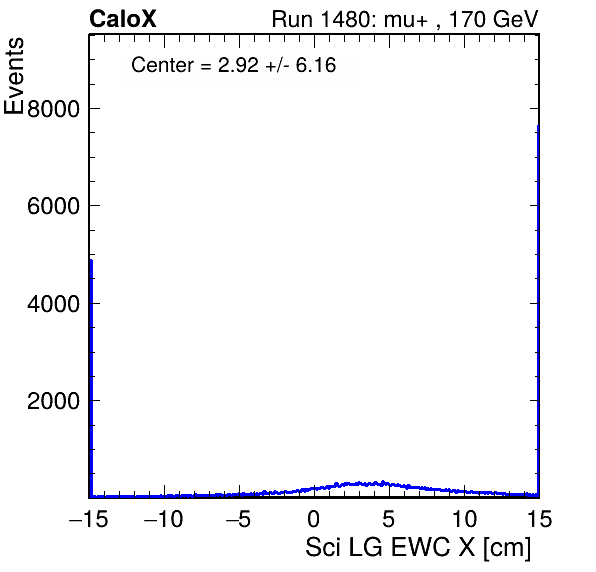 CaloX Run 1480: mu+ , 170 GeV
Center = 2.92 +/- 6.16
Events
8000
6000
4000
2000
−15 −10 −5 0 5 10 15
Sci LG EWC X [cm]